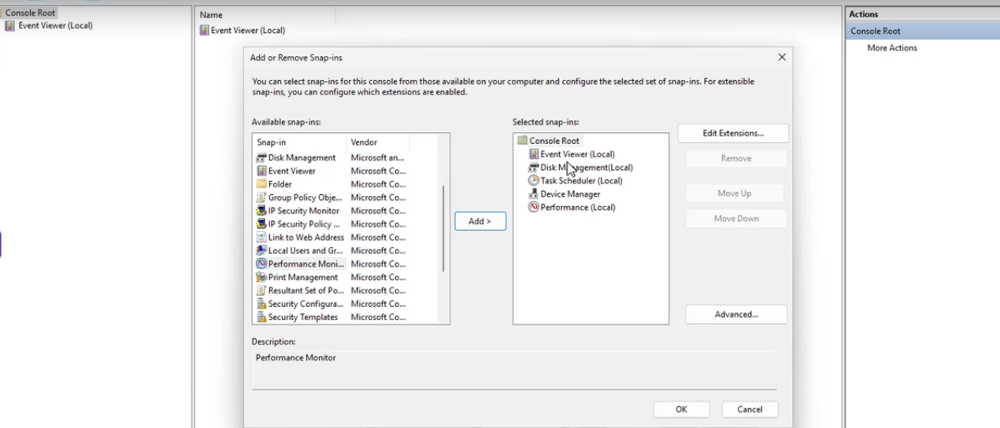 Console Root
Event Viewer (Local)
Name
Event Viewer (Local)
Actions
Console Root
More Actions
Add or Remove Snap-ins
You can select snap-ins for this console from those available on your computer and configure the selected set of snap-ins. For extensible
snap-ins, you can configure which extensions are enabled.
Available snap-ins:
Snap-in Vendor
Disk Management Microsoft an...
Event Viewer Microsoft Co...
Folder Microsoft Co...
Group Policy Obje... Microsoft Co...
IP Security Monitor Microsoft Co...
IP Security Policy ... Microsoft Co...
Link to Web Address Microsoft Co...
Local Users and Gr... Microsoft Co...
Performance Moni... Microsoft Co...
Print Management Microsoft Co...
Resultant Set of Po... Microsoft Co...
Security Configura... Microsoft Co...
Security Templates Microsoft Co...
Add >
Selected snap-ins:
Console Root
Event Viewer (Local)
Disk Management(Local)
Task Scheduler (Local)
Device Manager
Performance (Local)
Edit Extensions...
Remove
Move Up
Move Down
Advanced...
Description:
Performance Monitor
OK
Cancel